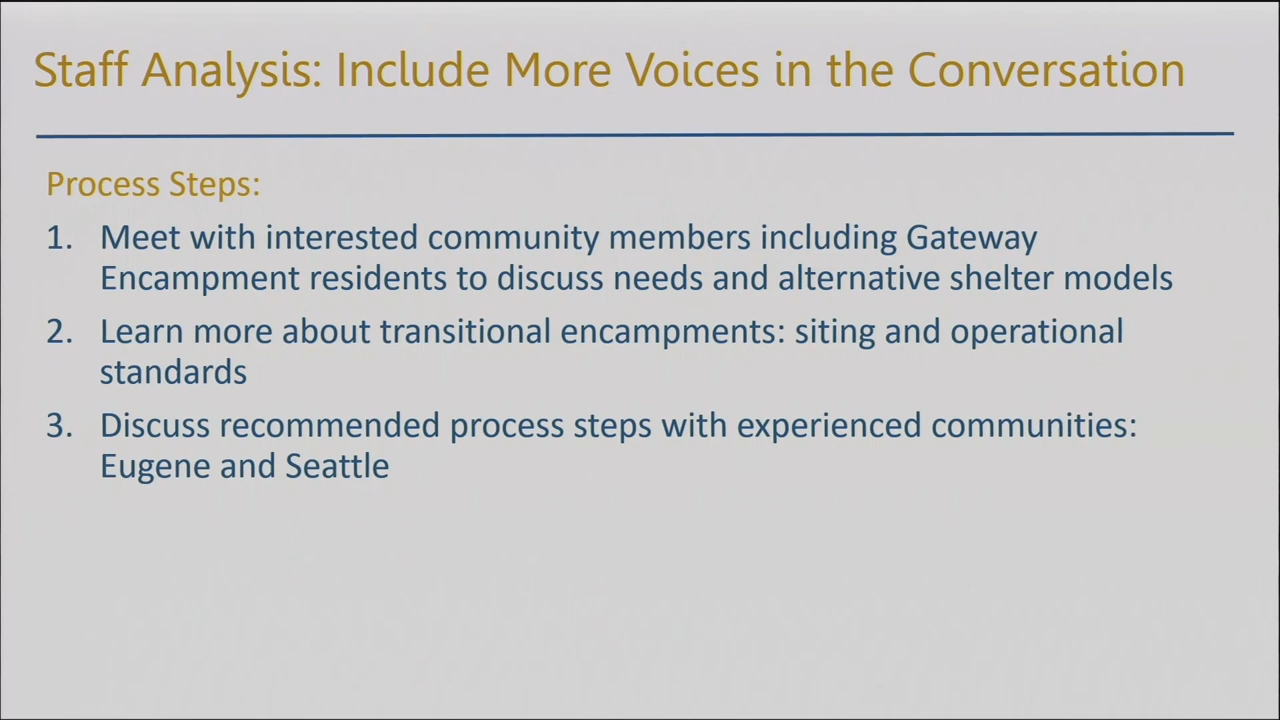 Staff Analysis: Include More Voices in the Conversation
Process Steps:
1. Meet with interested community members including Gateway
Encampment residents to discuss needs and alternative shelter models
2. Learn more about transitional encampments: siting and operational
standards
3. Discuss recommended process steps with experienced communities:
Eugene and Seattle